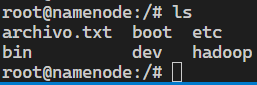 root@namenode:/# ls
archivo.txt boot etc
bin dev hadoop
root@namenode:/#